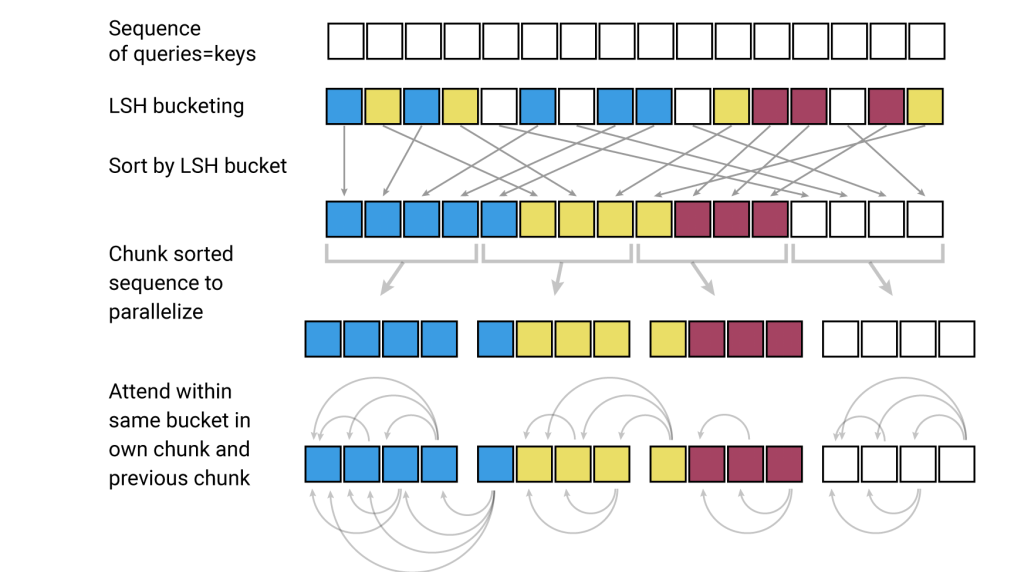 Sequence
of queries=keys
LSH bucketing
Sort by LSH bucket
Chunk sorted
sequence to
parallelize
Attend within
same bucket in
own chunk and
previous chunk